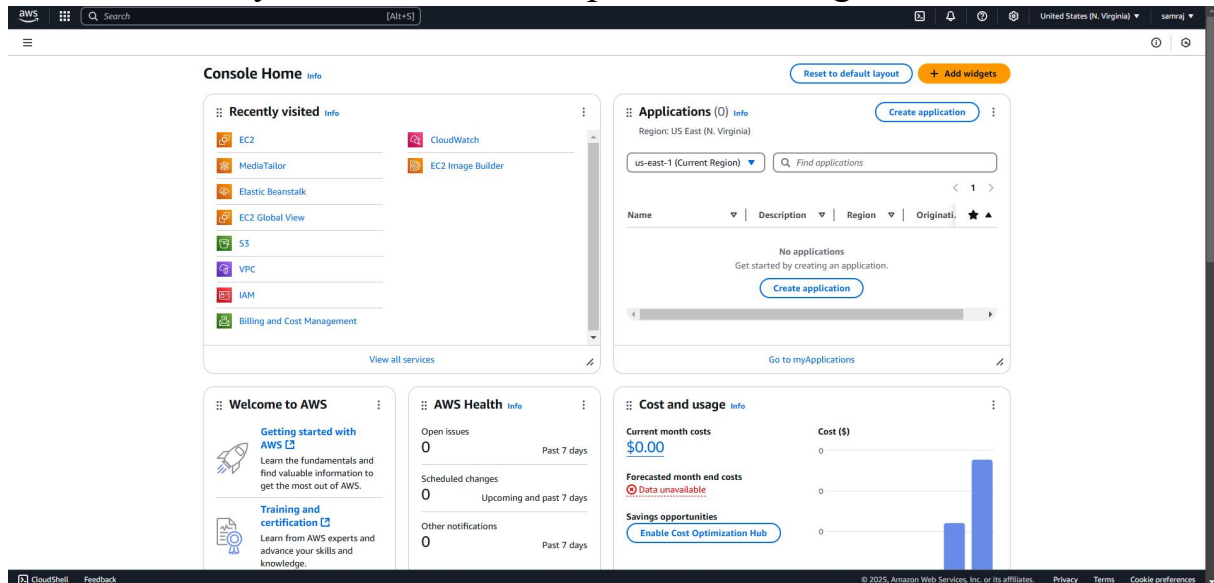 aws
Search [Alt+S]
United States (N. Virginia)
samraj
Console Home Info
Reset to default layout
+ Add widgets
Recently visited Info
EC2
MediaTailor
Elastic Beanstalk
EC2 Global View
S3
VPC
IAM
Billing and Cost Management
CloudWatch
EC2 Image Builder
View all services
Applications (0) Info
Create application
Region: US East (N. Virginia)
us-east-1 (Current Region)
Find applications
1
Name Description Region Originati.
No applications
Get started by creating an application.
Create application
Go to myApplications
Welcome to AWS
Getting started with
AWS
Learn the fundamentals and
find valuable information to
get the most out of AWS.
Training and
certification
Learn from AWS experts and
advance your skills and
knowledge.
AWS Health Info
Open issues
0 Past 7 days
Scheduled changes
0 Upcoming and past 7 days
Other notifications
0 Past 7 days
Cost and usage Info
Current month costs
$0.00
Forecasted month end costs
Data unavailable
Savings opportunities
Enable Cost Optimization Hub
Cost ($)
0
0
0
CloudShell Feedback
© 2025, Amazon Web Services, Inc. or its affiliates. Privacy Terms Cookie preferences